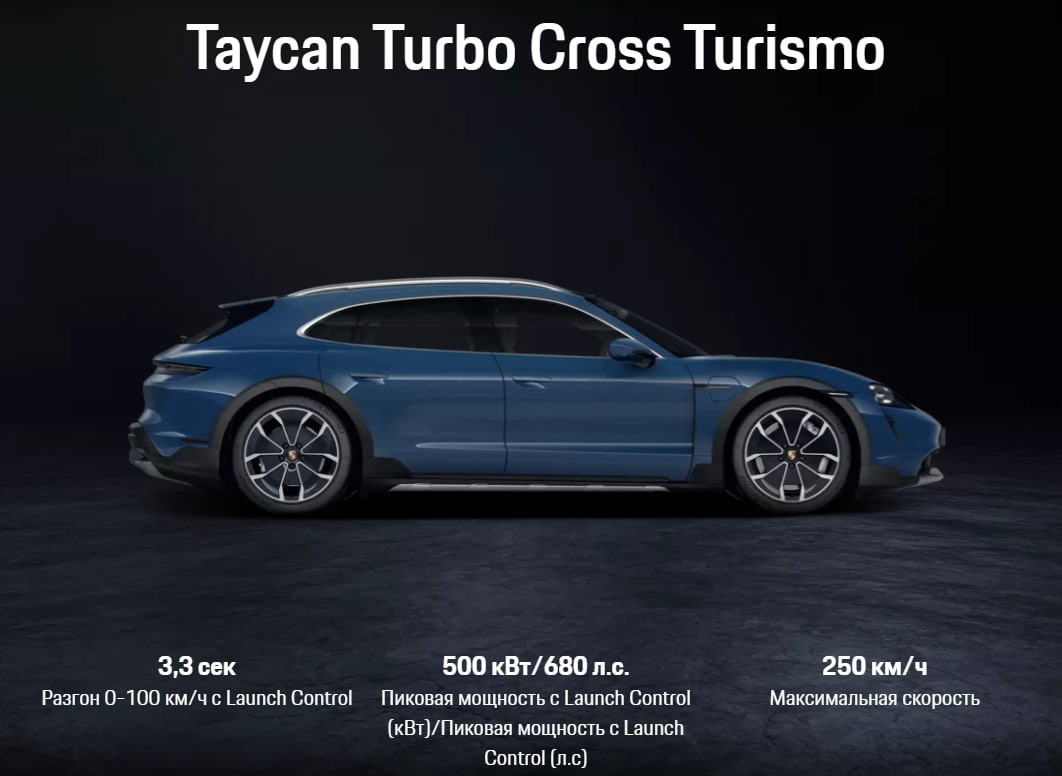 Taycan Turbo Cross Turismo
3,3 сек
Разгон 0-100 км/ч с Launch Control
500 кВт/680 л.с.
Пиковая мощность с Launch Control
(кВт)/Пиковая мощность с Launch
Control (л.с)
250 км/ч
Максимальная скорость